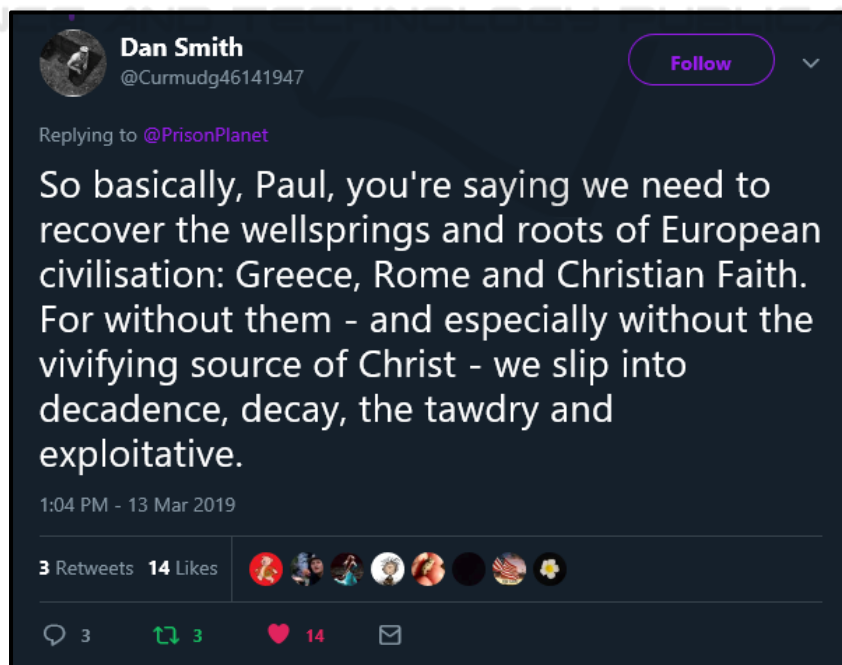 Dan Smith
@Curmudg46141947
Follow
Replying to @PrisonPlanet
So basically, Paul, you're saying we need to
recover the wellsprings and roots of European
civilisation: Greece, Rome and Christian Faith.
For without them - and especially without the
vivifying source of Christ - we slip into
decadence, decay, the tawdry and
exploitative.
1:04 PM - 13 Mar 2019
3 Retweets 14 Likes
3 3 14